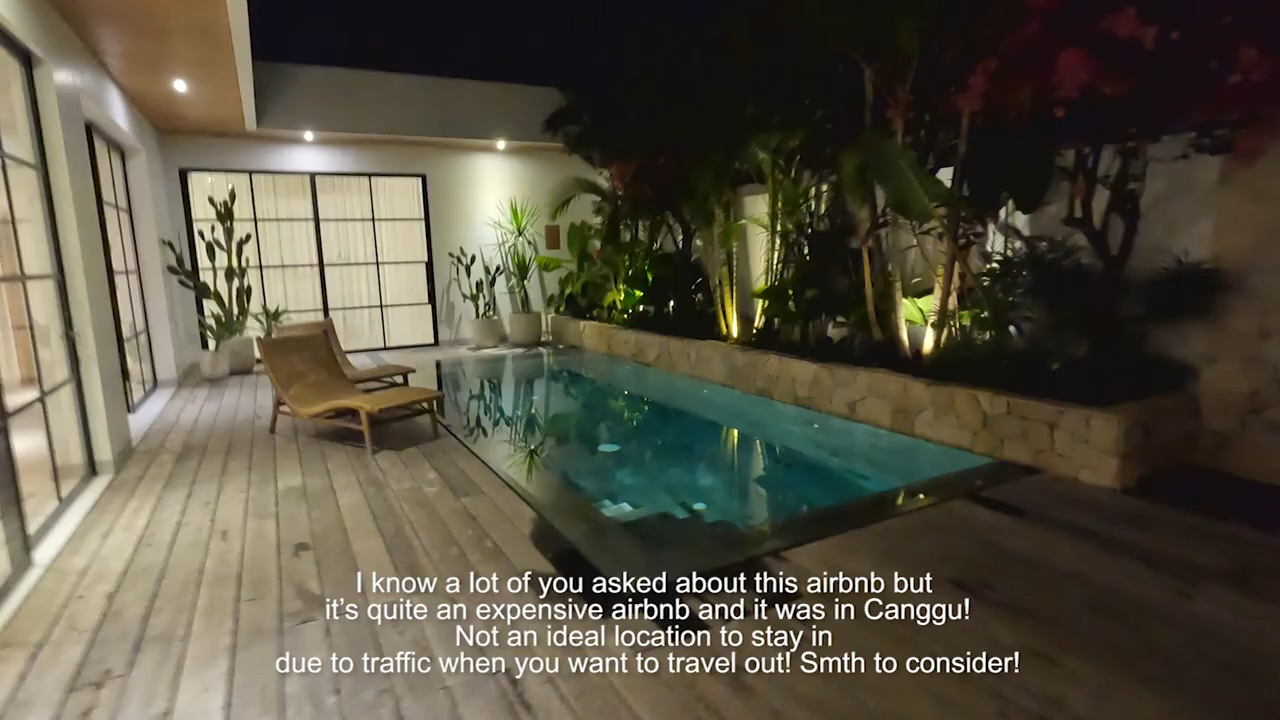 I know a lot of you asked about this airbnb but
it's quite an expensive airbnb and it was in Canggu!
Not an ideal location to stay in
due to traffic when you want to travel out! Smth to consider!